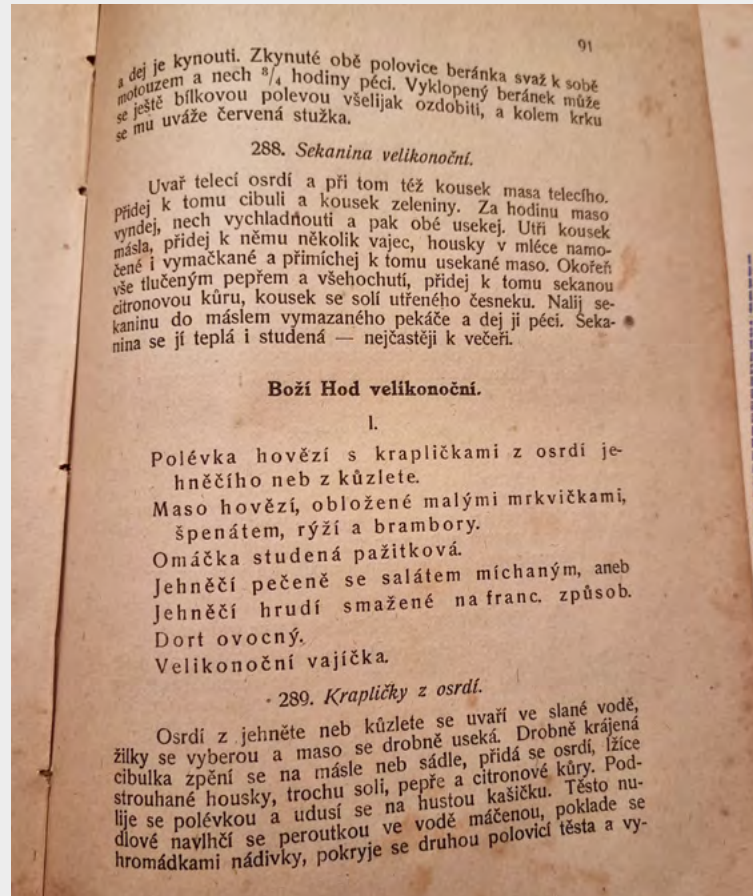 91
a dej je kynouti. Zkynuté obě polovice beránka svaž k sobě
motouzem a nech ³/₄ hodiny péci. Vyklopený beránek může
se ještě bílkovou polevou všelijak ozdobiti, a kolem krku
se mu uváže červená stužka.
288. Sekanina velikonoční.
Uvař telecí osrdí a při tom též kousek masa telecího.
Přidej k tomu cibuli a kousek zeleniny. Za hodinu maso
vyndej, nech vychladnouti a pak obé usekej. Utři kousek
másla, přidej k němu několik vajec, housky v mléce namo-
čené i vymačkané a přimíchej k tomu usekané maso. Okořeň
vše tlučeným pepřem a všehochutí, přidej k tomu sekanou
citronovou kůru, kousek se solí utřeného česneku. Nalij se-
kaninu do máslem vymazaného pekáče a dej ji péci. Seka-
nina se jí teplá i studená — nejčastěji k večeři.
Boží Hod velikonoční.
I.
Polévka hovězí s krapličkami z osrdí je-
hněčího neb z kůzlete.
Maso hovězí, obložené malými mrkvičkami,
špenátem, rýží a brambory.
Omáčka studená pažitková.
Jehněčí pečeně se salátem míchaným, aneb
Jehněčí hrudí smažené na franc. způsob.
Dort ovocný.
Velikonoční vajíčka.
289. Krapličky z osrdí.
Osrdí z jehněte neb kůzlete se uvaří ve slané vodě,
žilky se vyberou a maso se drobně useká. Drobně krájená
cibulka zpění se na másle neb sádle, přidá se osrdí, lžíce
strouhané housky, trochu soli, pepře a citronové kůry. Pod-
lije se polévkou a udusí se na hustou kašičku. Těsto nu-
dlové navlhčí se peroutkou ve vodě máčenou, poklade se
hromádkami nádivky, pokryje se druhou polovicí těsta a vy-